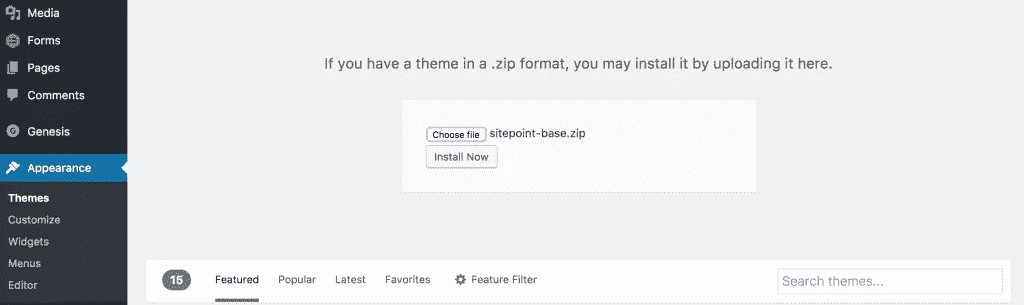 Media
Forms
Pages
Comments
Genesis
Appearance
Themes
Customize
Widgets
Menus
Editor
If you have a theme in a .zip format, you may install it by uploading it here.
Choose file sitepoint-base.zip
Install Now
15 Featured Popular Latest Favorites Feature Filter Search themes...